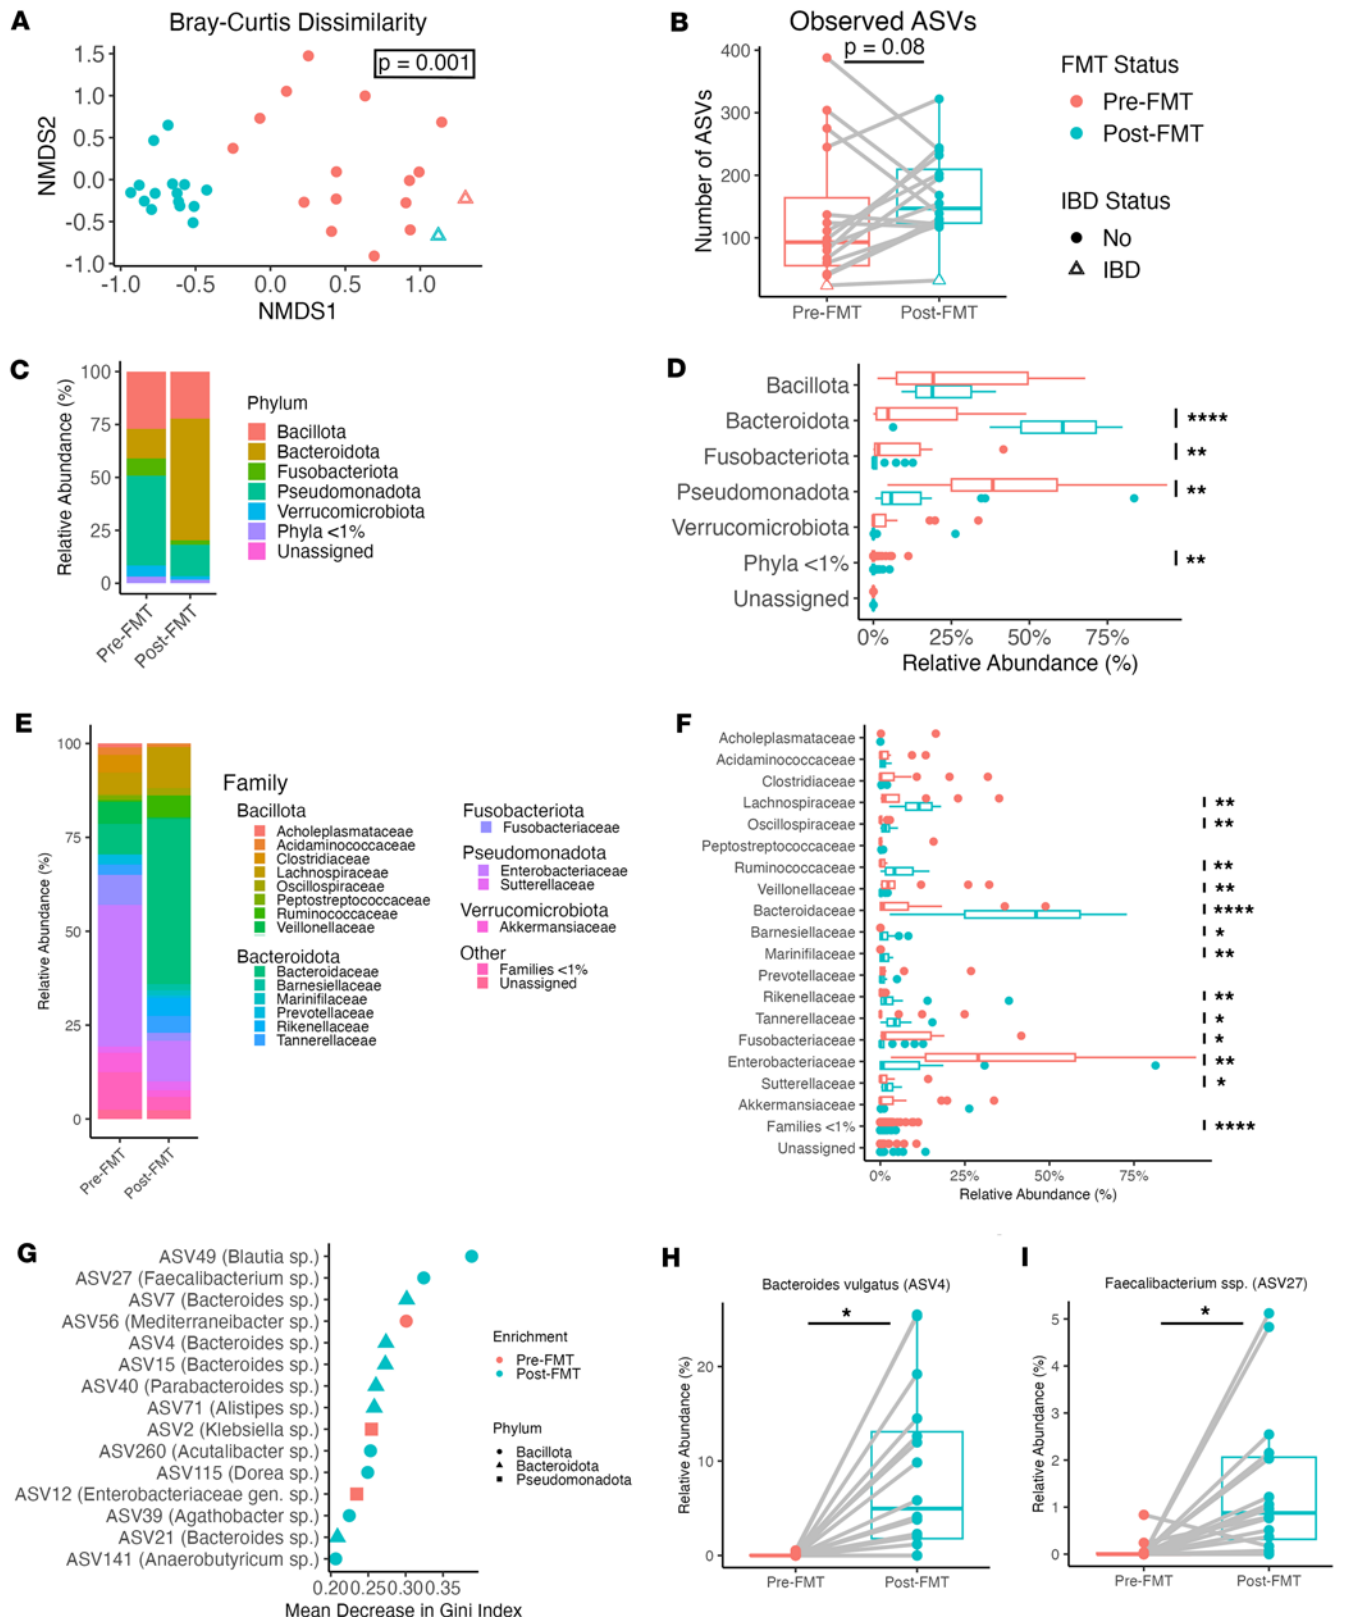 A
Bray-Curtis Dissimilarity
p = 0.001
NMDS2
1.5
1.0
0.5
0.0
-0.5
-1.0
-1.0 -0.5 0.0 0.5 1.0
NMDS1
B
Observed ASVs
p = 0.08
Number of ASVs
400
300
200
100
Pre-FMT Post-FMT
FMT Status
Pre-FMT
Post-FMT
IBD Status
No
IBD
C
Relative Abundance (%)
100
75
50
25
0
Pre-FMT
Post-FMT
Phylum
Bacillota
Bacteroidota
Fusobacteriota
Pseudomonadota
Verrucomicrobiota
Phyla <1%
Unassigned
D
Bacillota
Bacteroidota ****
Fusobacteriota **
Pseudomonadota **
Verrucomicrobiota
Phyla <1% **
Unassigned
0% 25% 50% 75%
Relative Abundance (%)
E
Relative Abundance (%)
100
75
50
25
0
Pre-FMT
Post-FMT
Family
Bacillota
Acholeplasmataceae
Acidaminococcaceae
Clostridiaceae
Lachnospiraceae
Oscillospiraceae
Peptostreptococcaceae
Ruminococcaceae
Veillonellaceae
Bacteroidota
Bacteroidaceae
Barnesiellaceae
Marinifilaceae
Prevotellaceae
Rikenellaceae
Tannerellaceae
Fusobacteriota
Fusobacteriaceae
Pseudomonadota
Enterobacteriaceae
Sutterellaceae
Verrucomicrobiota
Akkermansiaceae
Other
Families <1%
Unassigned
F
Acholeplasmataceae
Acidaminococcaceae
Clostridiaceae
Lachnospiraceae **
Oscillospiraceae **
Peptostreptococcaceae
Ruminococcaceae **
Veillonellaceae **
Bacteroidaceae ****
Barnesiellaceae *
Marinifilaceae **
Prevotellaceae
Rikenellaceae **
Tannerellaceae *
Fusobacteriaceae *
Enterobacteriaceae **
Sutterellaceae *
Akkermansiaceae
Families <1% ****
Unassigned
0% 25% 50% 75%
Relative Abundance (%)
G
ASV49 (Blautia sp.)
ASV27 (Faecalibacterium sp.)
ASV7 (Bacteroides sp.)
ASV56 (Mediterraneibacter sp.)
ASV4 (Bacteroides sp.)
ASV15 (Bacteroides sp.)
ASV40 (Parabacteroides sp.)
ASV71 (Alistipes sp.)
ASV2 (Klebsiella sp.)
ASV260 (Acutalibacter sp.)
ASV115 (Dorea sp.)
ASV12 (Enterobacteriaceae gen. sp.)
ASV39 (Agathobacter sp.)
ASV21 (Bacteroides sp.)
ASV141 (Anaerobutyricum sp.)
0.20 0.25 0.30 0.35
Mean Decrease in Gini Index
Enrichment
Pre-FMT
Post-FMT
Phylum
Bacillota
Bacteroidota
Pseudomonadota
H
Bacteroides vulgatus (ASV4)
*
Relative Abundance (%)
20
10
0
Pre-FMT Post-FMT
I
Faecalibacterium ssp. (ASV27)
*
Relative Abundance (%)
5
4
3
2
1
0
Pre-FMT Post-FMT